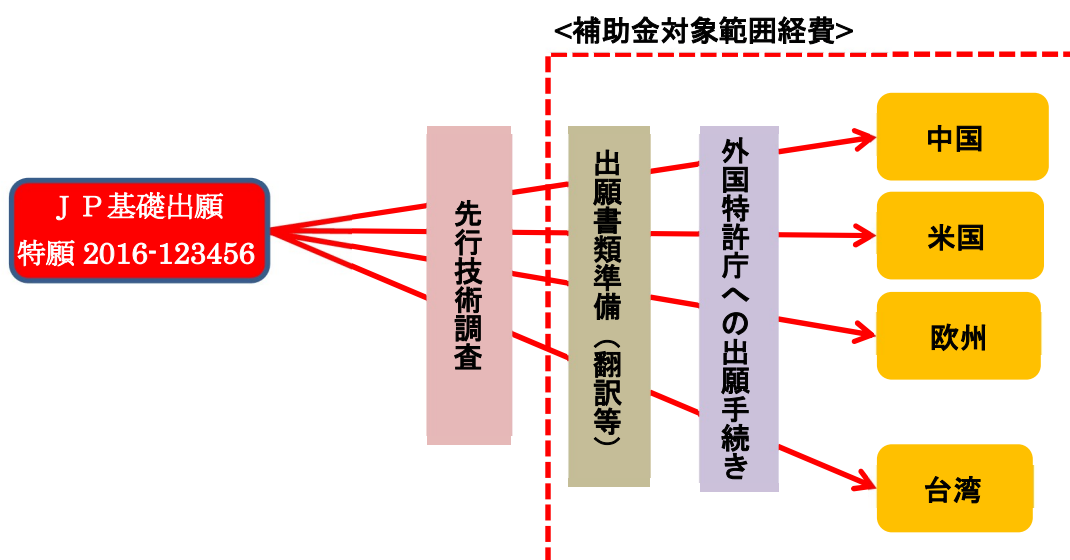 <補助金対象範囲経費>
ＪＰ基礎出願
特願 2016-123456
先行技術調査
出願書類準備（翻訳等）
外国特許庁への出願手続き
中国
米国
欧州
台湾